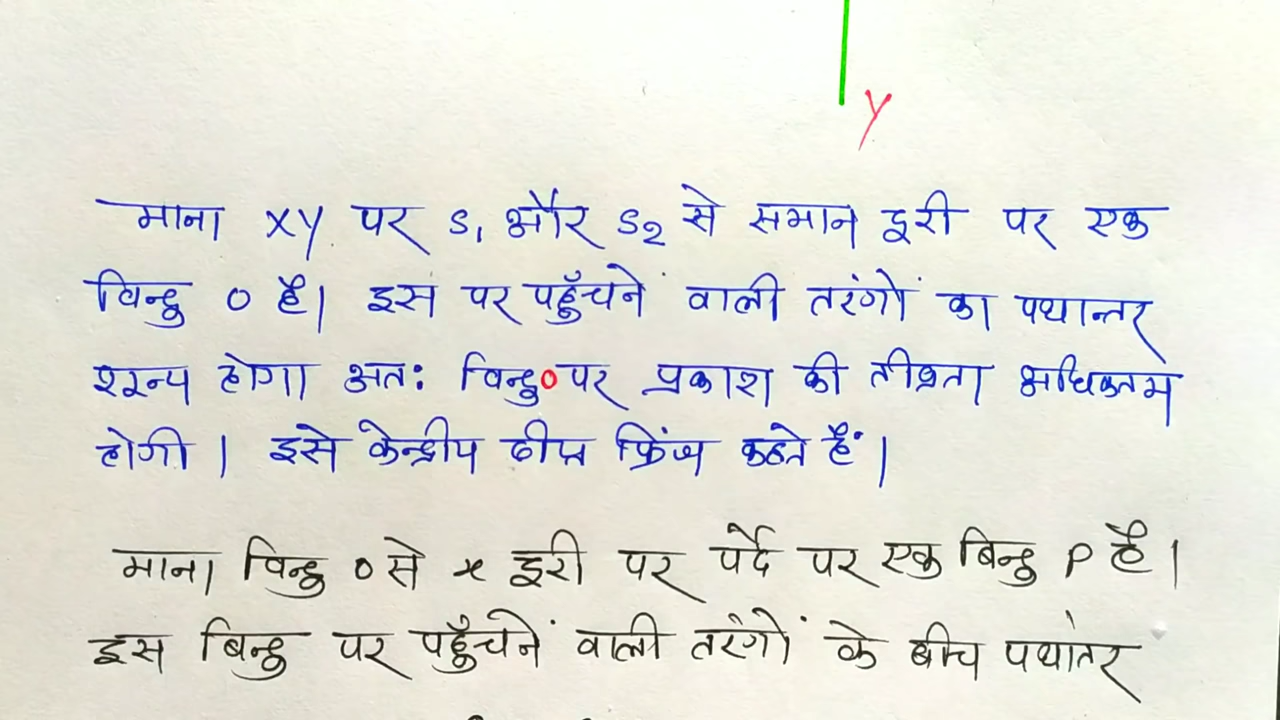 Y
माना XY पर S₁ और S₂ से समान दूरी पर एक
विन्दु O है। इस पर पहुँचनें वाली तरंगों का पथान्तर
शून्य होगा अत: विन्दु O पर प्रकाश की तीव्रता अधिकतम
होगी । इसे केन्द्रीय दीप्त फ्रिंज कहते हैं।
माना विन्दु O से x दूरी पर पर्दे पर एक बिन्दु P है।
इस बिन्दु पर पहुँचनें वाली तरंगों के बीच पथांतर